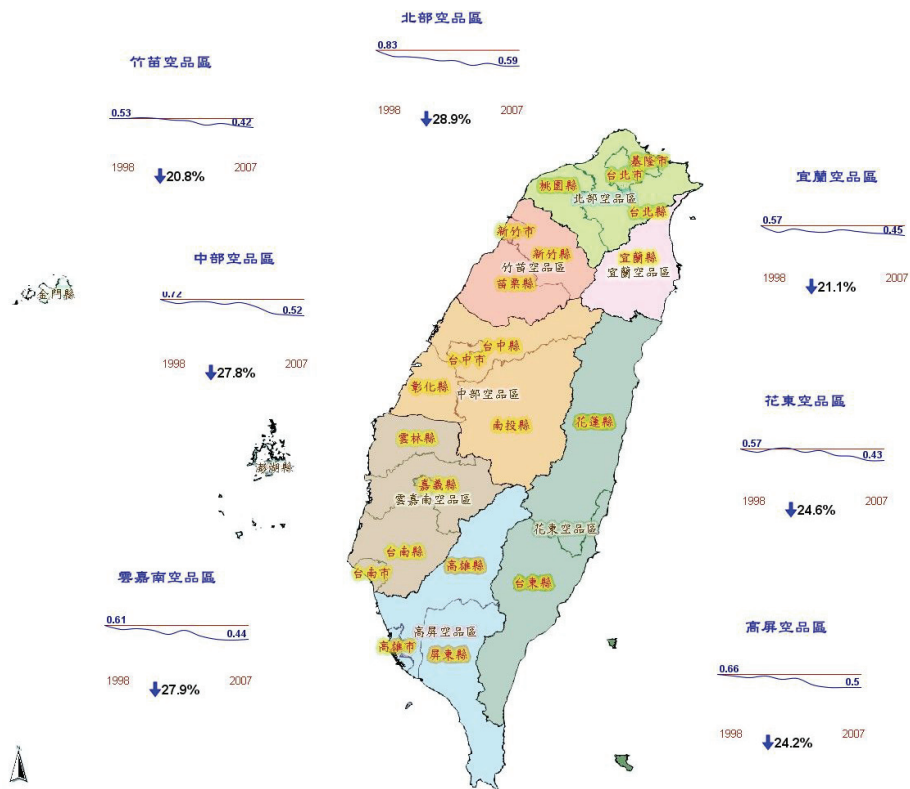 北部空品區
0.83
0.59
1998
2007
28.9%
竹苗空品區
0.53
0.42
1998
2007
20.8%
中部空品區
0.72
0.52
1998
2007
27.8%
雲嘉南空品區
0.61
0.44
1998
2007
27.9%
宜蘭空品區
0.57
0.45
1998
2007
21.1%
花東空品區
0.57
0.43
1998
2007
24.6%
高屏空品區
0.66
0.5
1998
2007
24.2%
基隆市
台北市
桃園縣
北部空品區
台北縣
新竹市
新竹縣
竹苗空品區
苗栗縣
宜蘭縣
宜蘭空品區
金門縣
台中縣
台中市
彰化縣
中部空品區
南投縣
花蓮縣
雲林縣
澎湖縣
嘉義縣
雲嘉南空品區
花東空品區
台南縣
台南市
高雄縣
台東縣
高屏空品區
高雄市
屏東縣